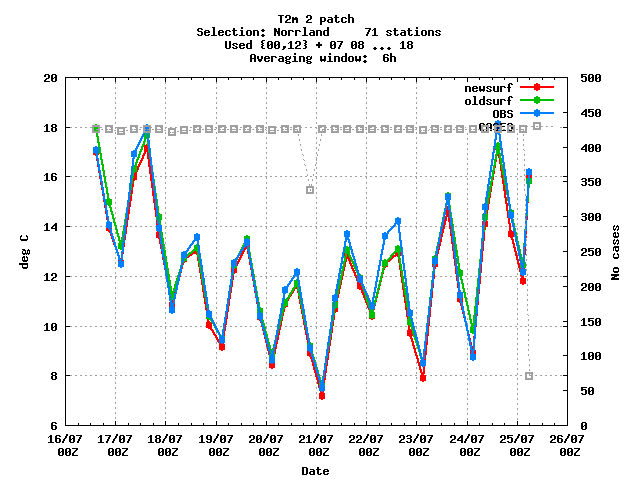 T2m 2 patch
Selection: Norrland     71 stations
Used {00,12} + 07 08 ... 18
Averaging window:  6h
newsurf
oldsurf
OBS
CASES
20
18
16
14
12
10
8
6
deg C
500
450
400
350
300
250
200
150
100
50
0
No cases
16/07 17/07 18/07 19/07 20/07 21/07 22/07 23/07 24/07 25/07 26/07
00Z 00Z 00Z 00Z 00Z 00Z 00Z 00Z 00Z 00Z 00Z
Date